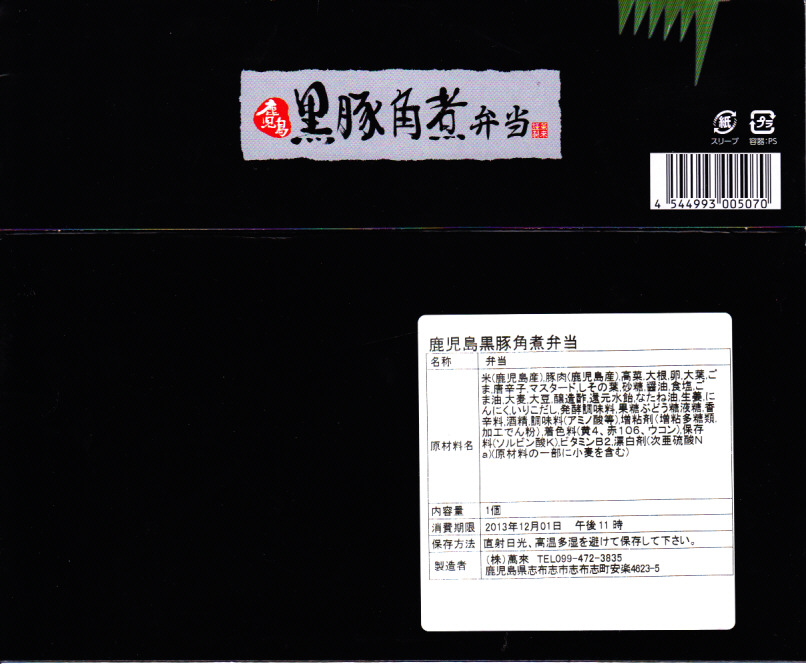 鹿児島
黒豚角煮弁当
紙
プラ
スリーブ 容器:PS
4 544993 005070
鹿児島黒豚角煮弁当
名称 弁当
原材料名 米(鹿児島産),豚肉(鹿児島産),高菜,大根,卵,大葉,ご
ま,唐辛子,マスタード,しその葉,砂糖,醤油,食塩,ご
ま油,大麦,大豆,醸造酢,還元水飴,なたね油,生姜,に
んにく,いりこだし,発酵調味料,果糖ぶどう糖液糖,香
辛料,酒精,調味料(アミノ酸等),増粘剤(増粘多糖類,
加工でん粉),着色料(黄4、赤106、ウコン),保存
料(ソルビン酸K),ビタミンB2,漂白剤(次亜硫酸N
a)(原材料の一部に小麦を含む)
内容量 1個
消費期限 2013年12月01日 午後11時
保存方法 直射日光、高温多湿を避けて保存して下さい。
製造者 (株)萬來 TEL099-472-3835
鹿児島県志布志市志布志町安楽4623-5